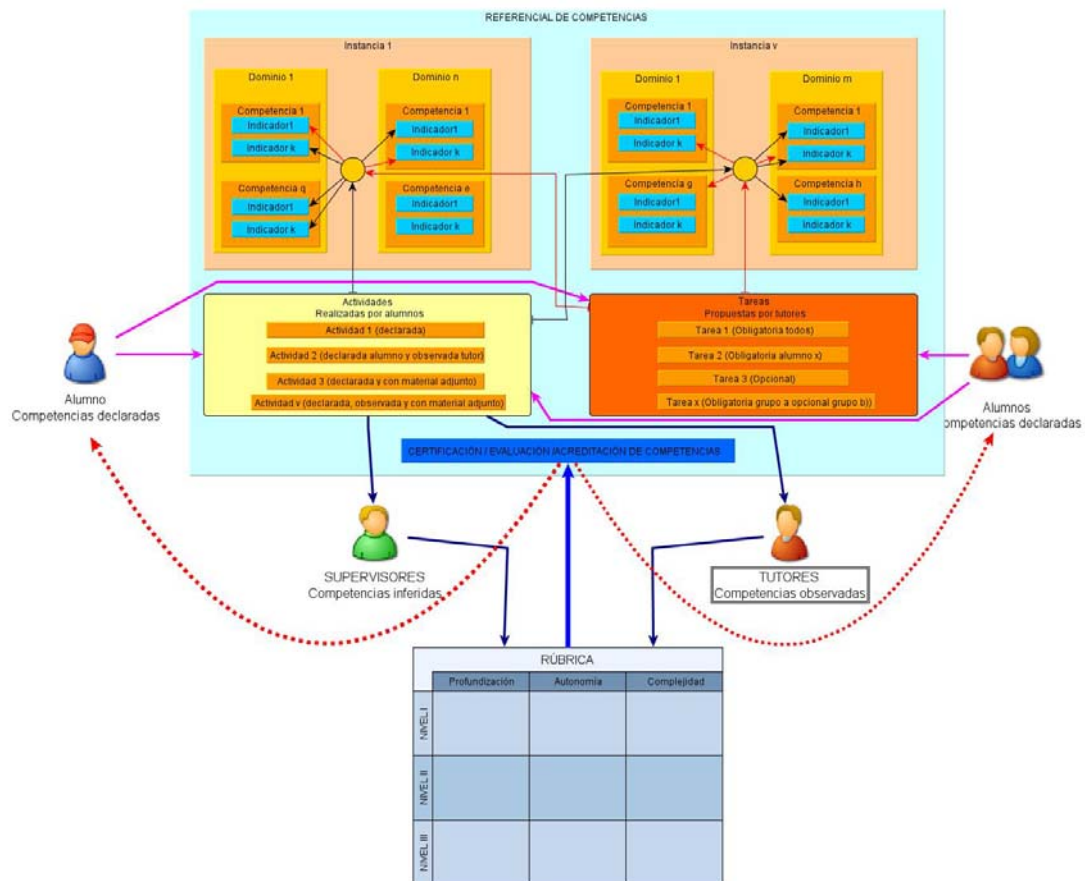 REFERENCIAL DE COMPETENCIAS
Instancia 1
Dominio 1
Competencia 1
Indicador1
Indicador k
Competencia q
Indicador1
Indicador k
Dominio n
Competencia 1
Indicador1
Indicador k
Competencia e
Indicador1
Indicador k
Instancia v
Dominio 1
Competencia 1
Indicador1
Indicador k
Competencia g
Indicador1
Indicador k
Dominio m
Competencia 1
Indicador1
Indicador k
Competencia h
Indicador1
Indicador k
Actividades
Realizadas por alumnos
Actividad 1 (declarada)
Actividad 2 (declarada alumno y observada tutor)
Actividad 3 (declarada y con material adjunto)
Actividad v (declarada, observada y con material adjunto)
Tareas
Propuestas por tutores
Tarea 1 (Obligatoria todos)
Tarea 2 (Obligatoria alumno x)
Tarea 3 (Opcional)
Tarea x (Obligatoria grupo a opcional grupo b))
Alumno
Competencias declaradas
Alumnos
ompetencias declaradas
CERTIFICACIÓN / EVALUACIÓN /ACREDITACIÓN DE COMPETENCIAS
SUPERVISORES
Competencias inferidas
TUTORES
Competencias observadas
RÚBRICA
Profundización
Autonomía
Complejidad
NIVEL I
NIVEL II
NIVEL III